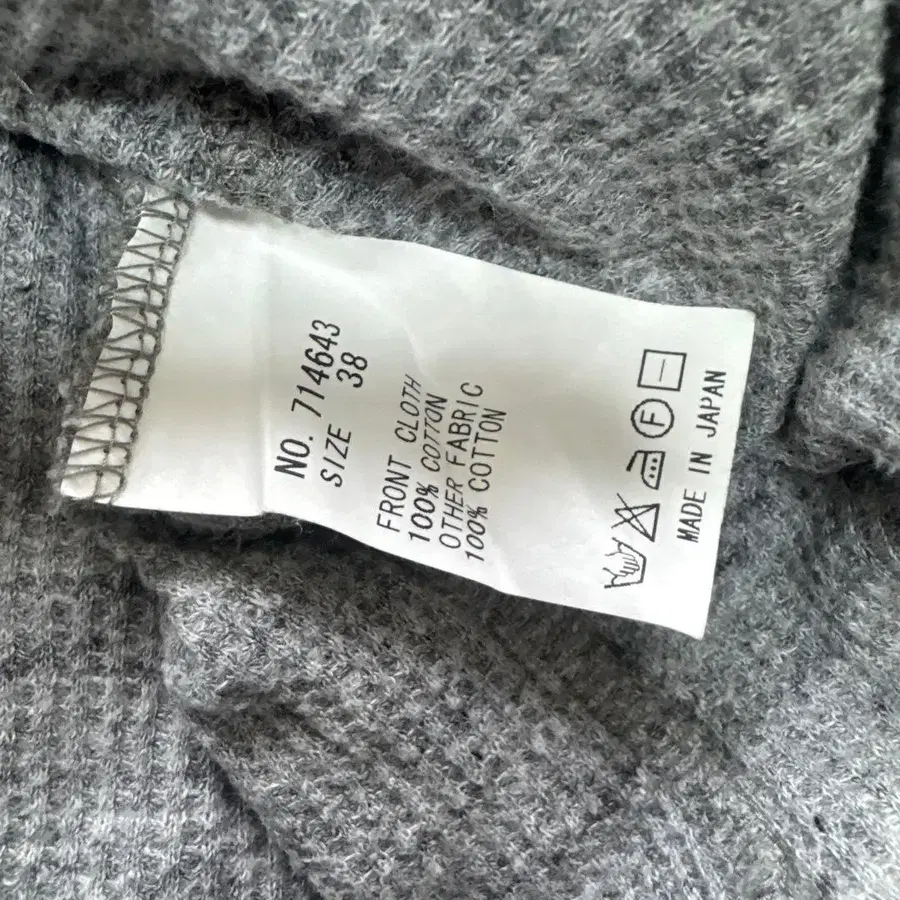 NO. 714643
SIZE 38
FRONT CLOTH
100% COTTON
OTHER FABRIC
100% COTTON
F
MADE IN JAPAN